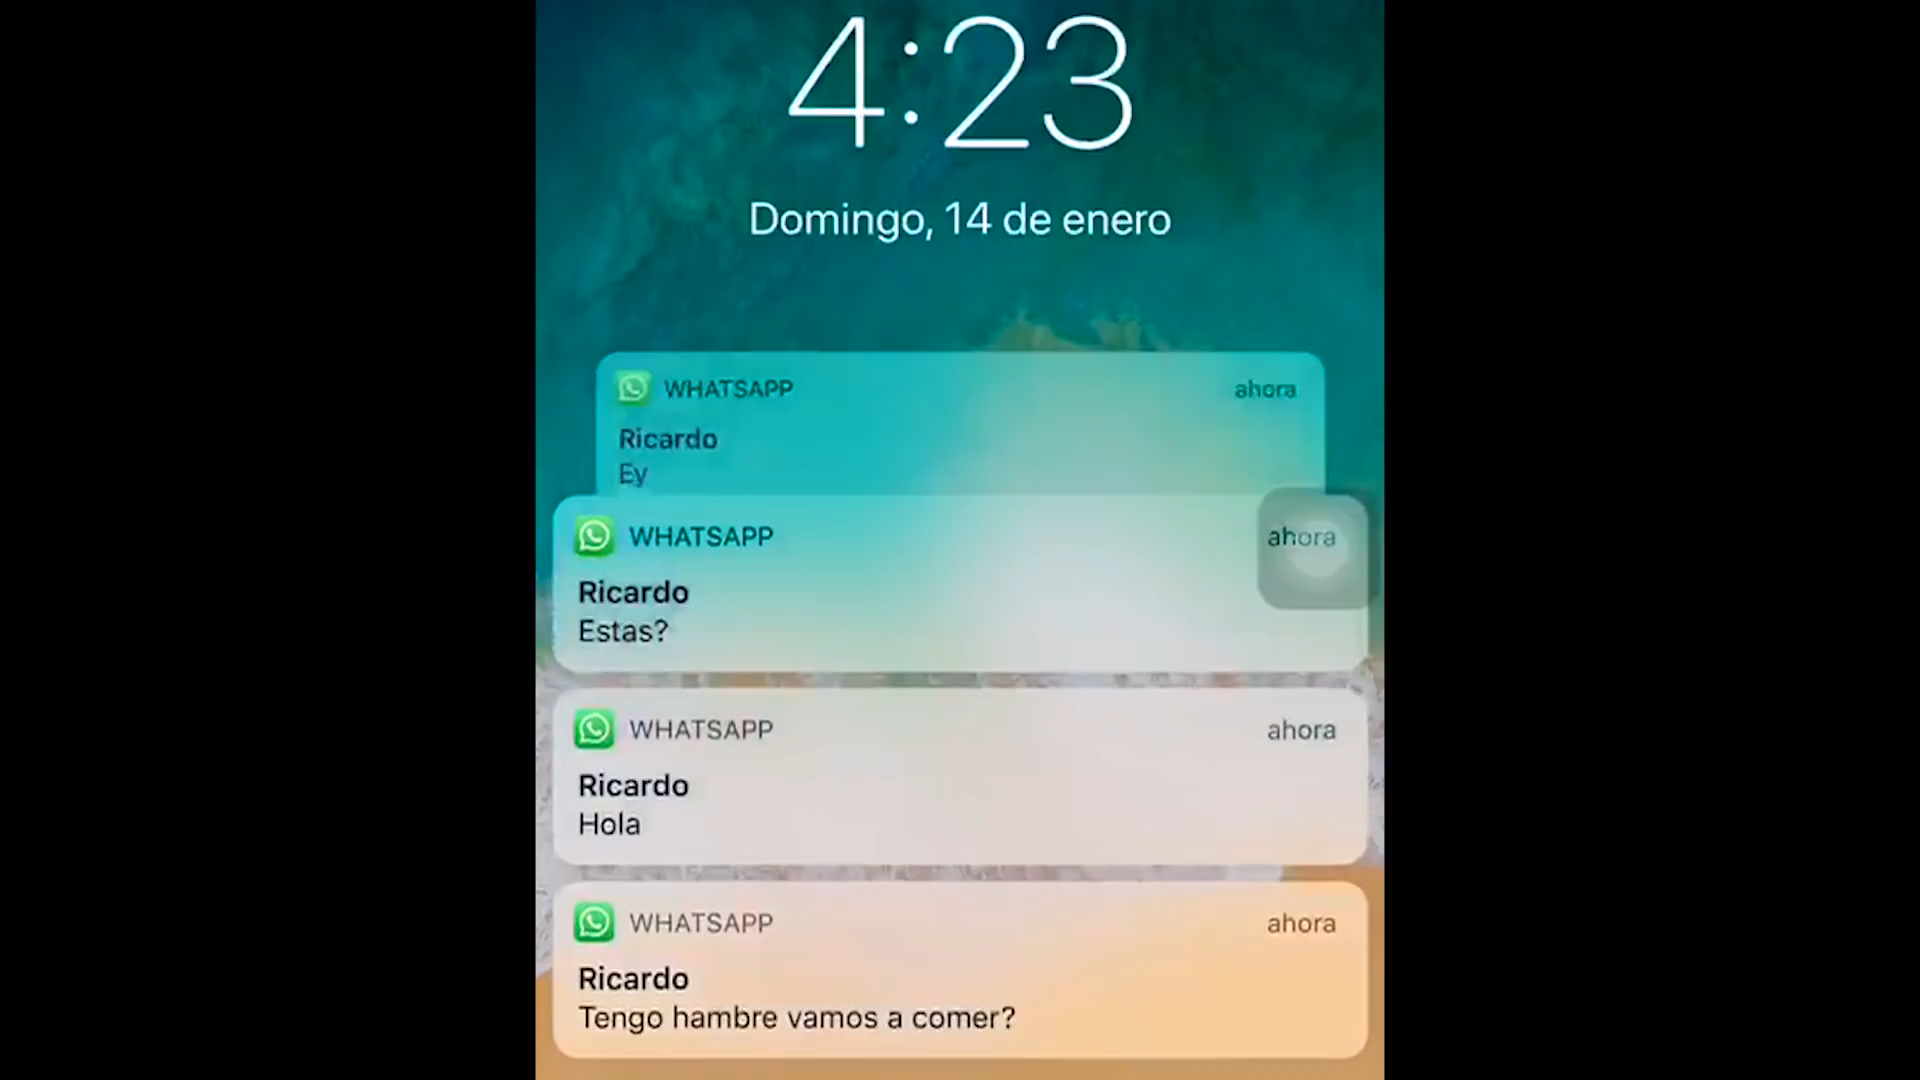 4:23
Domingo, 14 de enero
WHATSAPP ahora
Ricardo
Ey
WHATSAPP ahora
Ricardo
Estas?
WHATSAPP ahora
Ricardo
Hola
WHATSAPP ahora
Ricardo
Tengo hambre vamos a comer?